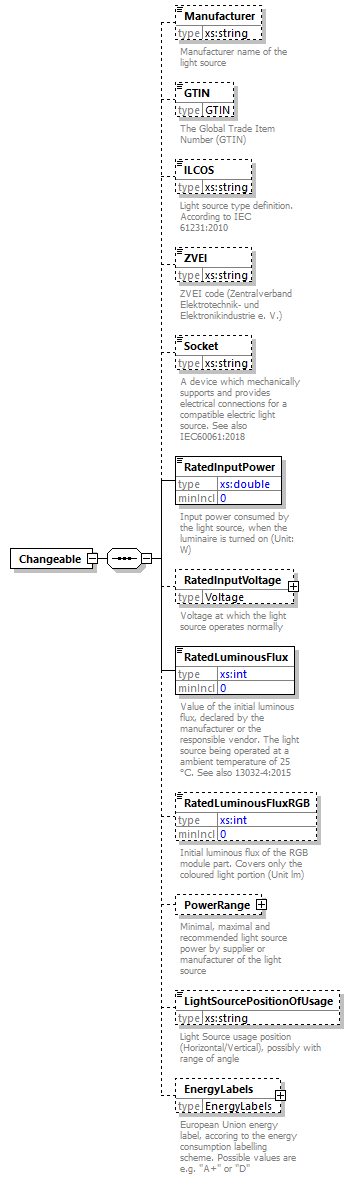 Manufacturer
type xs:string
Manufacturer name of the
light source
GTIN
type GTIN
The Global Trade Item
Number (GTIN)
ILCOS
type xs:string
Light source type definition.
According to IEC
61231:2010
ZVEI
type xs:string
ZVEI code (Zentralverband
Elektrotechnik- und
Elektronikindustrie e. V.)
Socket
type xs:string
A device which mechanically
supports and provides
electrical connections for a
compatible electric light
source. See also
IEC60061:2018
RatedInputPower
type xs:double
minIncl 0
Input power consumed by
the light source, when the
luminaire is turned on (Unit:
W)
Changeable
RatedInputVoltage
type Voltage
Voltage at which the light
source operates normally
RatedLuminousFlux
type xs:int
minIncl 0
Value of the initial luminous
flux, declared by the
manufacturer or the
responsible vendor. The light
source being operated at a
ambient temperature of 25
°C. See also 13032-4:2015
RatedLuminousFluxRGB
type xs:int
minIncl 0
Initial luminous flux of the RGB
module part. Covers only the
coloured light portion (Unit lm)
PowerRange
Minimal, maximal and
recommended light source
power by supplier or
manufacturer of the light
source
LightSourcePositionOfUsage
type xs:string
Light Source usage position
(Horizontal/Vertical), possibly with
range of angle
EnergyLabels
type EnergyLabels
European Union energy
label, accoring to the energy
consumption labelling
scheme. Possible values are
e.g. "A+" or "D"